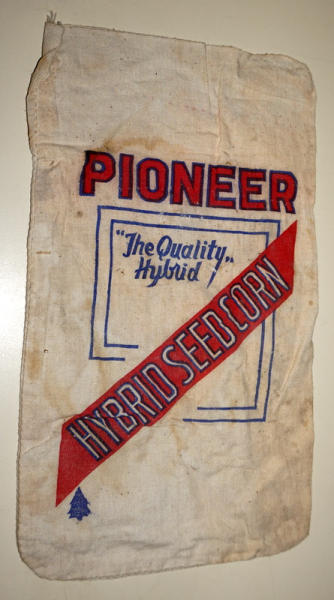 PIONEER
"The Quality
Hybrid"
HYBRID SEED CORN